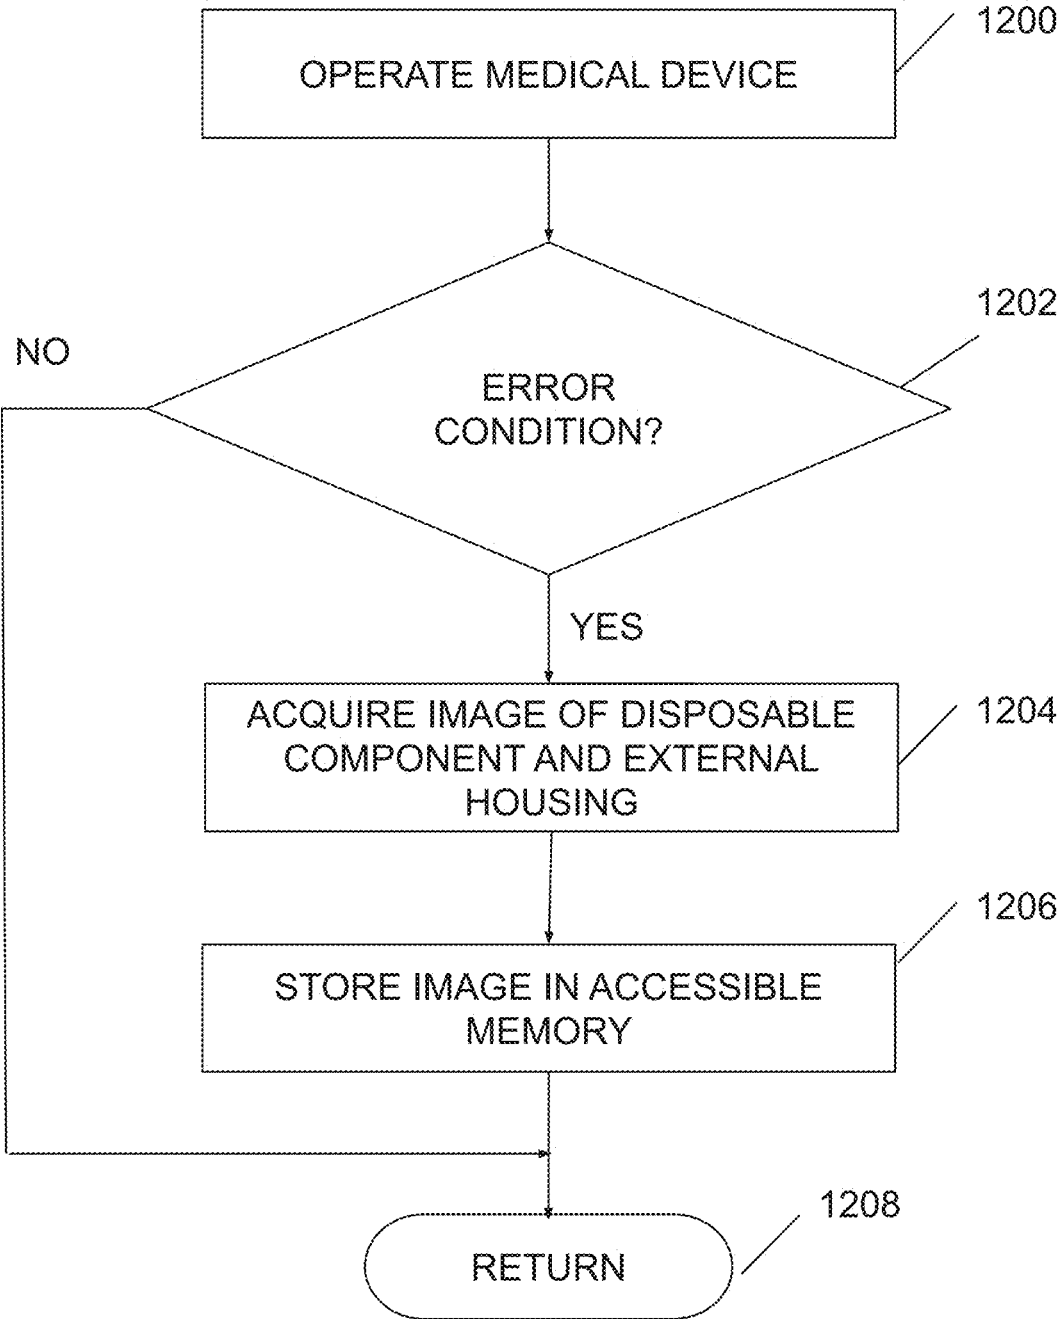 1200
OPERATE MEDICAL DEVICE
1202
NO
ERROR
CONDITION?
YES
ACQUIRE IMAGE OF DISPOSABLE
COMPONENT AND EXTERNAL
HOUSING
1204
1206
STORE IMAGE IN ACCESSIBLE
MEMORY
1208
RETURN